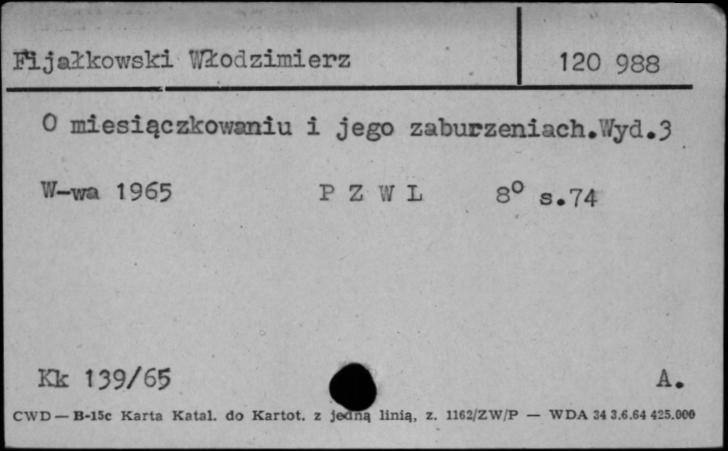 Fijałkowski Włodzimierz 120 988
O miesiączkowaniu i jego zaburzeniach.Wyd.3
W-wa 1965 P Z W L 8° s.74
Kk 139/65 A.
CWD — B-15c Karta Katal. do Kartot. z jedną linią, z. 1162/ZW/P — WDA 34 3.6.64 425.000